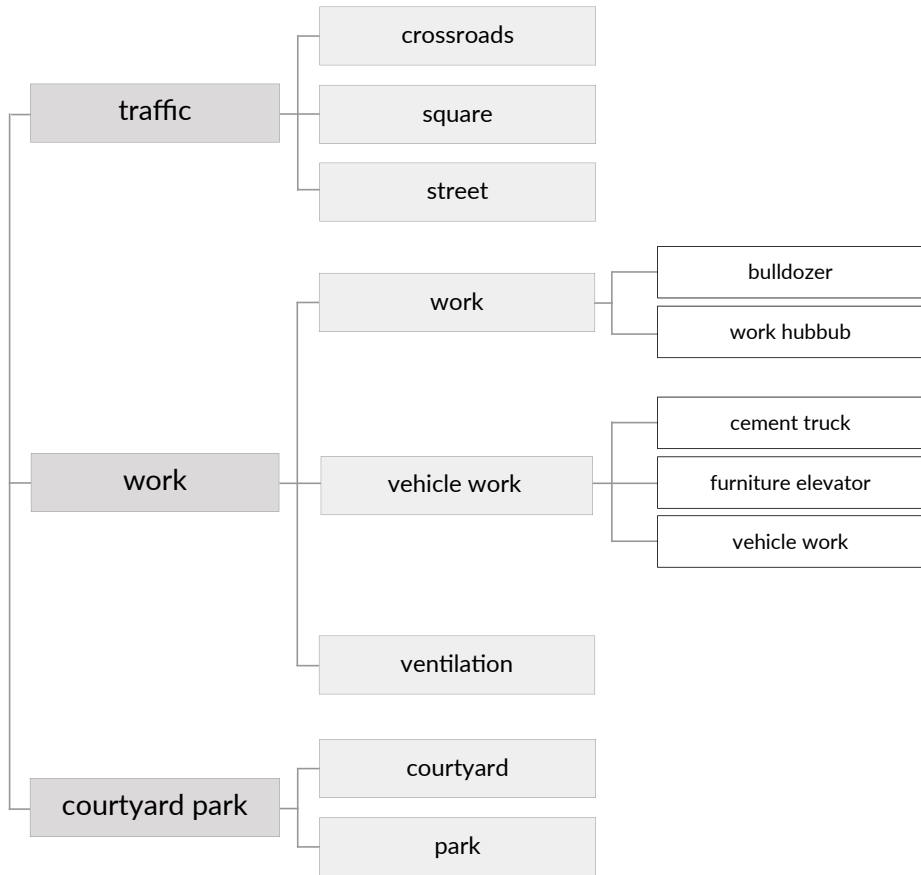 traffic
crossroads
square
street
work
work
bulldozer
work hubbub
vehicle work
cement truck
furniture elevator
vehicle work
ventilation
courtyard park
courtyard
park